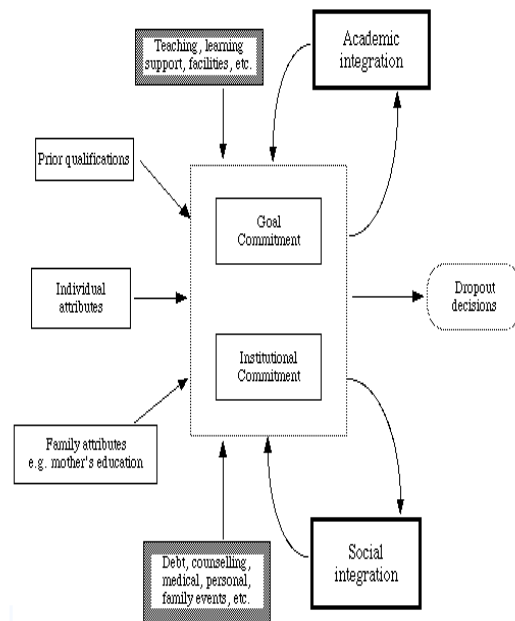 Teaching, learning
support, facilities, etc.
Academic
integration
Prior qualifications
Goal
Commitment
Individual
attributes
Dropout
decisions
Institutional
Commitment
Family attributes
e.g. mother's education
Debt, counselling,
medical, personal,
family events, etc.
Social
integration